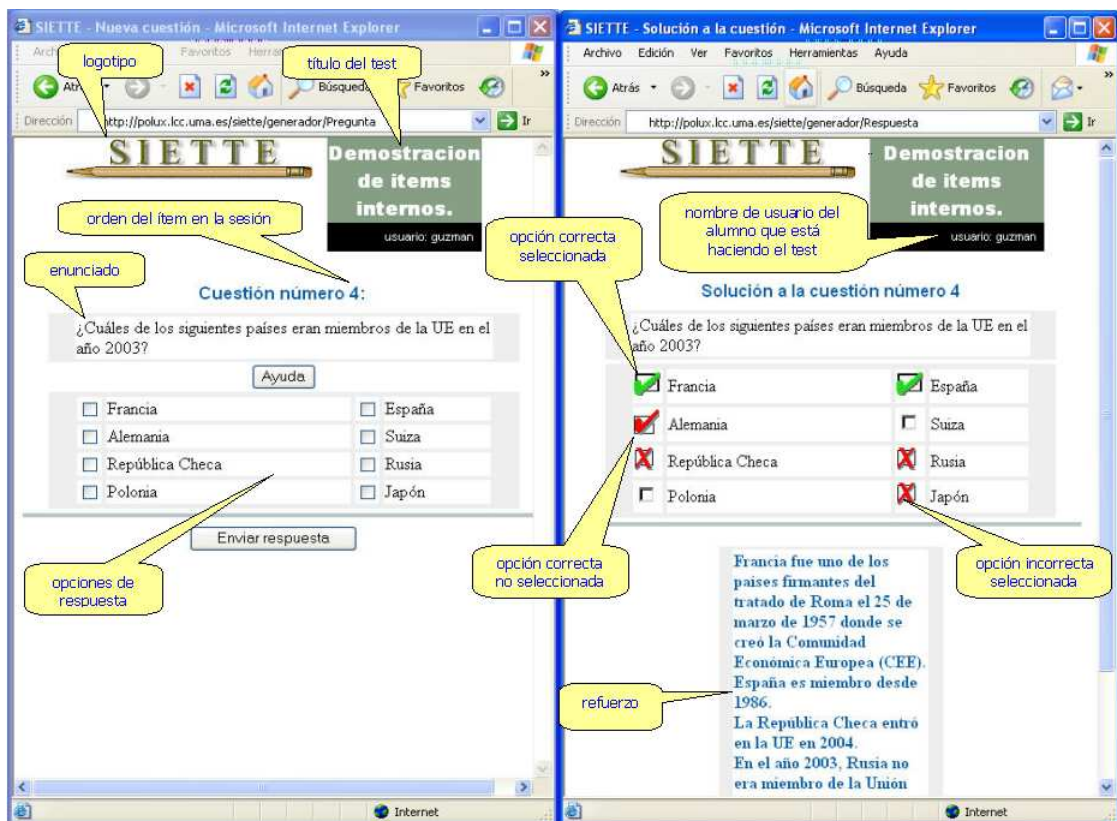 SIETTE - Nueva cuestión - Microsoft Internet Explorer
Favoritos
logotipo
título del test
Búsqueda
Favoritos
Dirección
http://polux.lcc.uma.es/siette/generador/Pregunta
Ir
SIETTE
Demostracion
de items
internos.
usuario: guzman
orden del ítem en la sesión
enunciado
Cuestión número 4:
¿Cuáles de los siguientes países eran miembros de la UE en el
año 2003?
Ayuda
Francia
España
Alemania
Suiza
República Checa
Rusia
Polonia
Japón
Enviar respuesta
opciones de
respuesta
Internet
SIETTE - Solución a la cuestión - Microsoft Internet Explorer
Archivo Edición Ver Favoritos Herramientas Ayuda
Atrás
Búsqueda
Favoritos
Dirección
http://polux.lcc.uma.es/siette/generador/Respuesta
Ir
SIETTE
Demostracion
de items
internos.
usuario: guzman
opción correcta
seleccionada
nombre de usuario del
alumno que está
haciendo el test
Solución a la cuestión número 4
¿Cuáles de los siguientes países eran miembros de la UE en el
año 2003?
Francia
España
Alemania
Suiza
República Checa
Rusia
Polonia
Japón
opción correcta
no seleccionada
opción incorrecta
seleccionada
Francia fue uno de los
paises firmantes del
tratado de Roma el 25 de
marzo de 1957 donde se
creó la Comunidad
Económica Europea (CEE).
España es miembro desde
1986.
La República Checa entró
en la UE en 2004.
En el año 2003, Rusia no
era miembro de la Unión
refuerzo
Internet